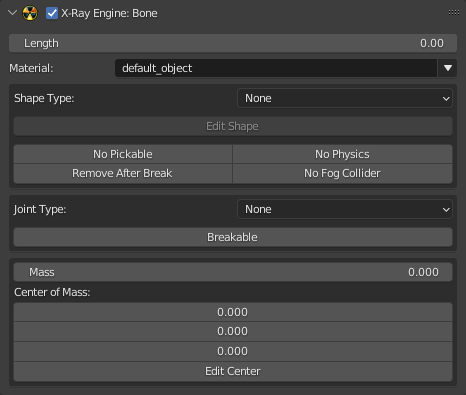 X-Ray Engine: Bone
Length 0.00
Material: default_object
Shape Type: None
Edit Shape
No Pickable No Physics
Remove After Break No Fog Collider
Joint Type: None
Breakable
Mass 0.000
Center of Mass:
0.000
0.000
0.000
Edit Center